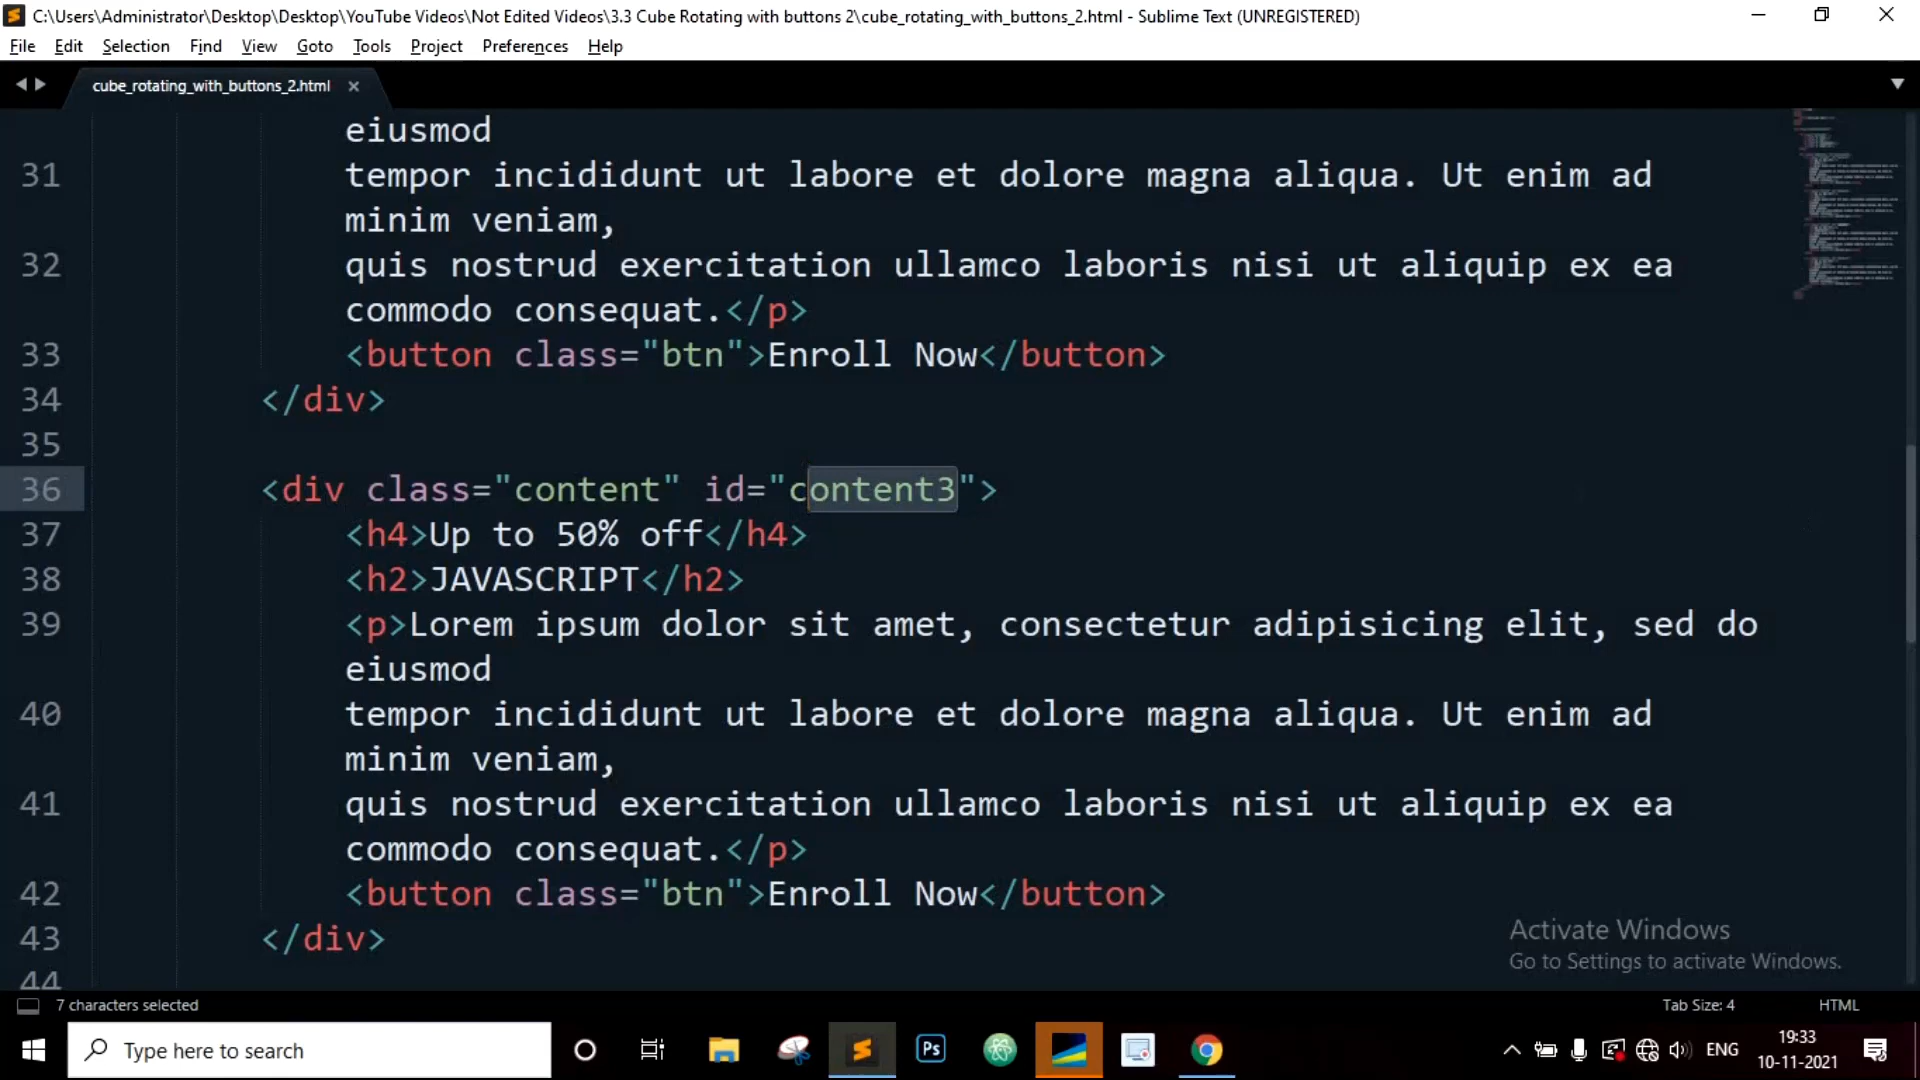 C:\Users\Administrator\Desktop\Desktop\YouTube Videos\Not Edited Videos\3.3 Cube Rotating with buttons 2\cube_rotating_with_buttons_2.html - Sublime Text (UNREGISTERED)
File Edit Selection Find View Goto Tools Project Preferences Help
cube_rotating_with_buttons_2.html
eiusmod
31 tempor incididunt ut labore et dolore magna aliqua. Ut enim ad
minim veniam,
32 quis nostrud exercitation ullamco laboris nisi ut aliquip ex ea
commodo consequat.</p>
33 <button class="btn">Enroll Now</button>
34 </div>
35
36 <div class="content" id="content3">
37 <h4>Up to 50% off</h4>
38 <h2>JAVASCRIPT</h2>
39 <p>Lorem ipsum dolor sit amet, consectetur adipisicing elit, sed do
eiusmod
40 tempor incididunt ut labore et dolore magna aliqua. Ut enim ad
minim veniam,
41 quis nostrud exercitation ullamco laboris nisi ut aliquip ex ea
commodo consequat.</p>
42 <button class="btn">Enroll Now</button>
43 </div>
44
Activate Windows
Go to Settings to activate Windows.
7 characters selected Tab Size: 4 HTML
Type here to search Ps ENG 19:33
10-11-2021